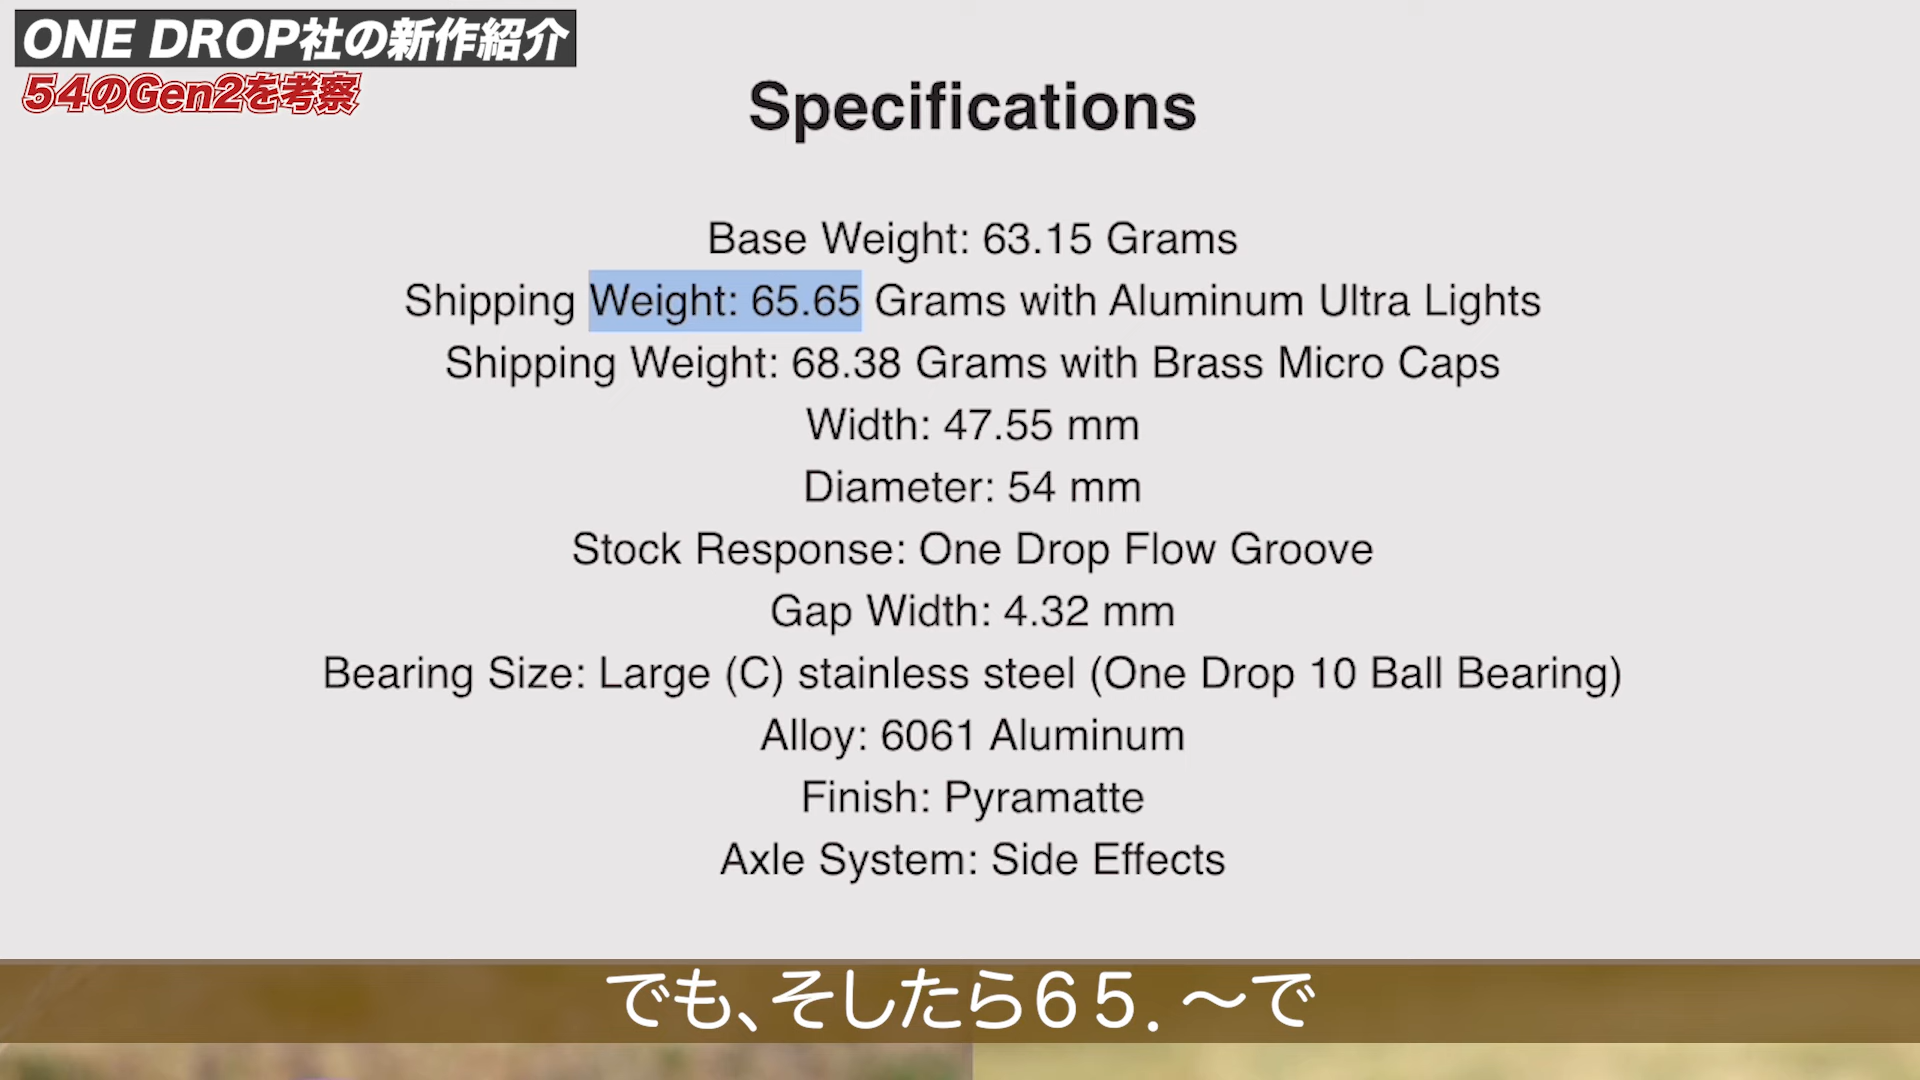 ONE DROP社の新作紹介
54のGen2を考察
Specifications
Base Weight: 63.15 Grams
Shipping Weight: 65.65 Grams with Aluminum Ultra Lights
Shipping Weight: 68.38 Grams with Brass Micro Caps
Width: 47.55 mm
Diameter: 54 mm
Stock Response: One Drop Flow Groove
Gap Width: 4.32 mm
Bearing Size: Large (C) stainless steel (One Drop 10 Ball Bearing)
Alloy: 6061 Aluminum
Finish: Pyramatte
Axle System: Side Effects
でも、そしたら６５．～で